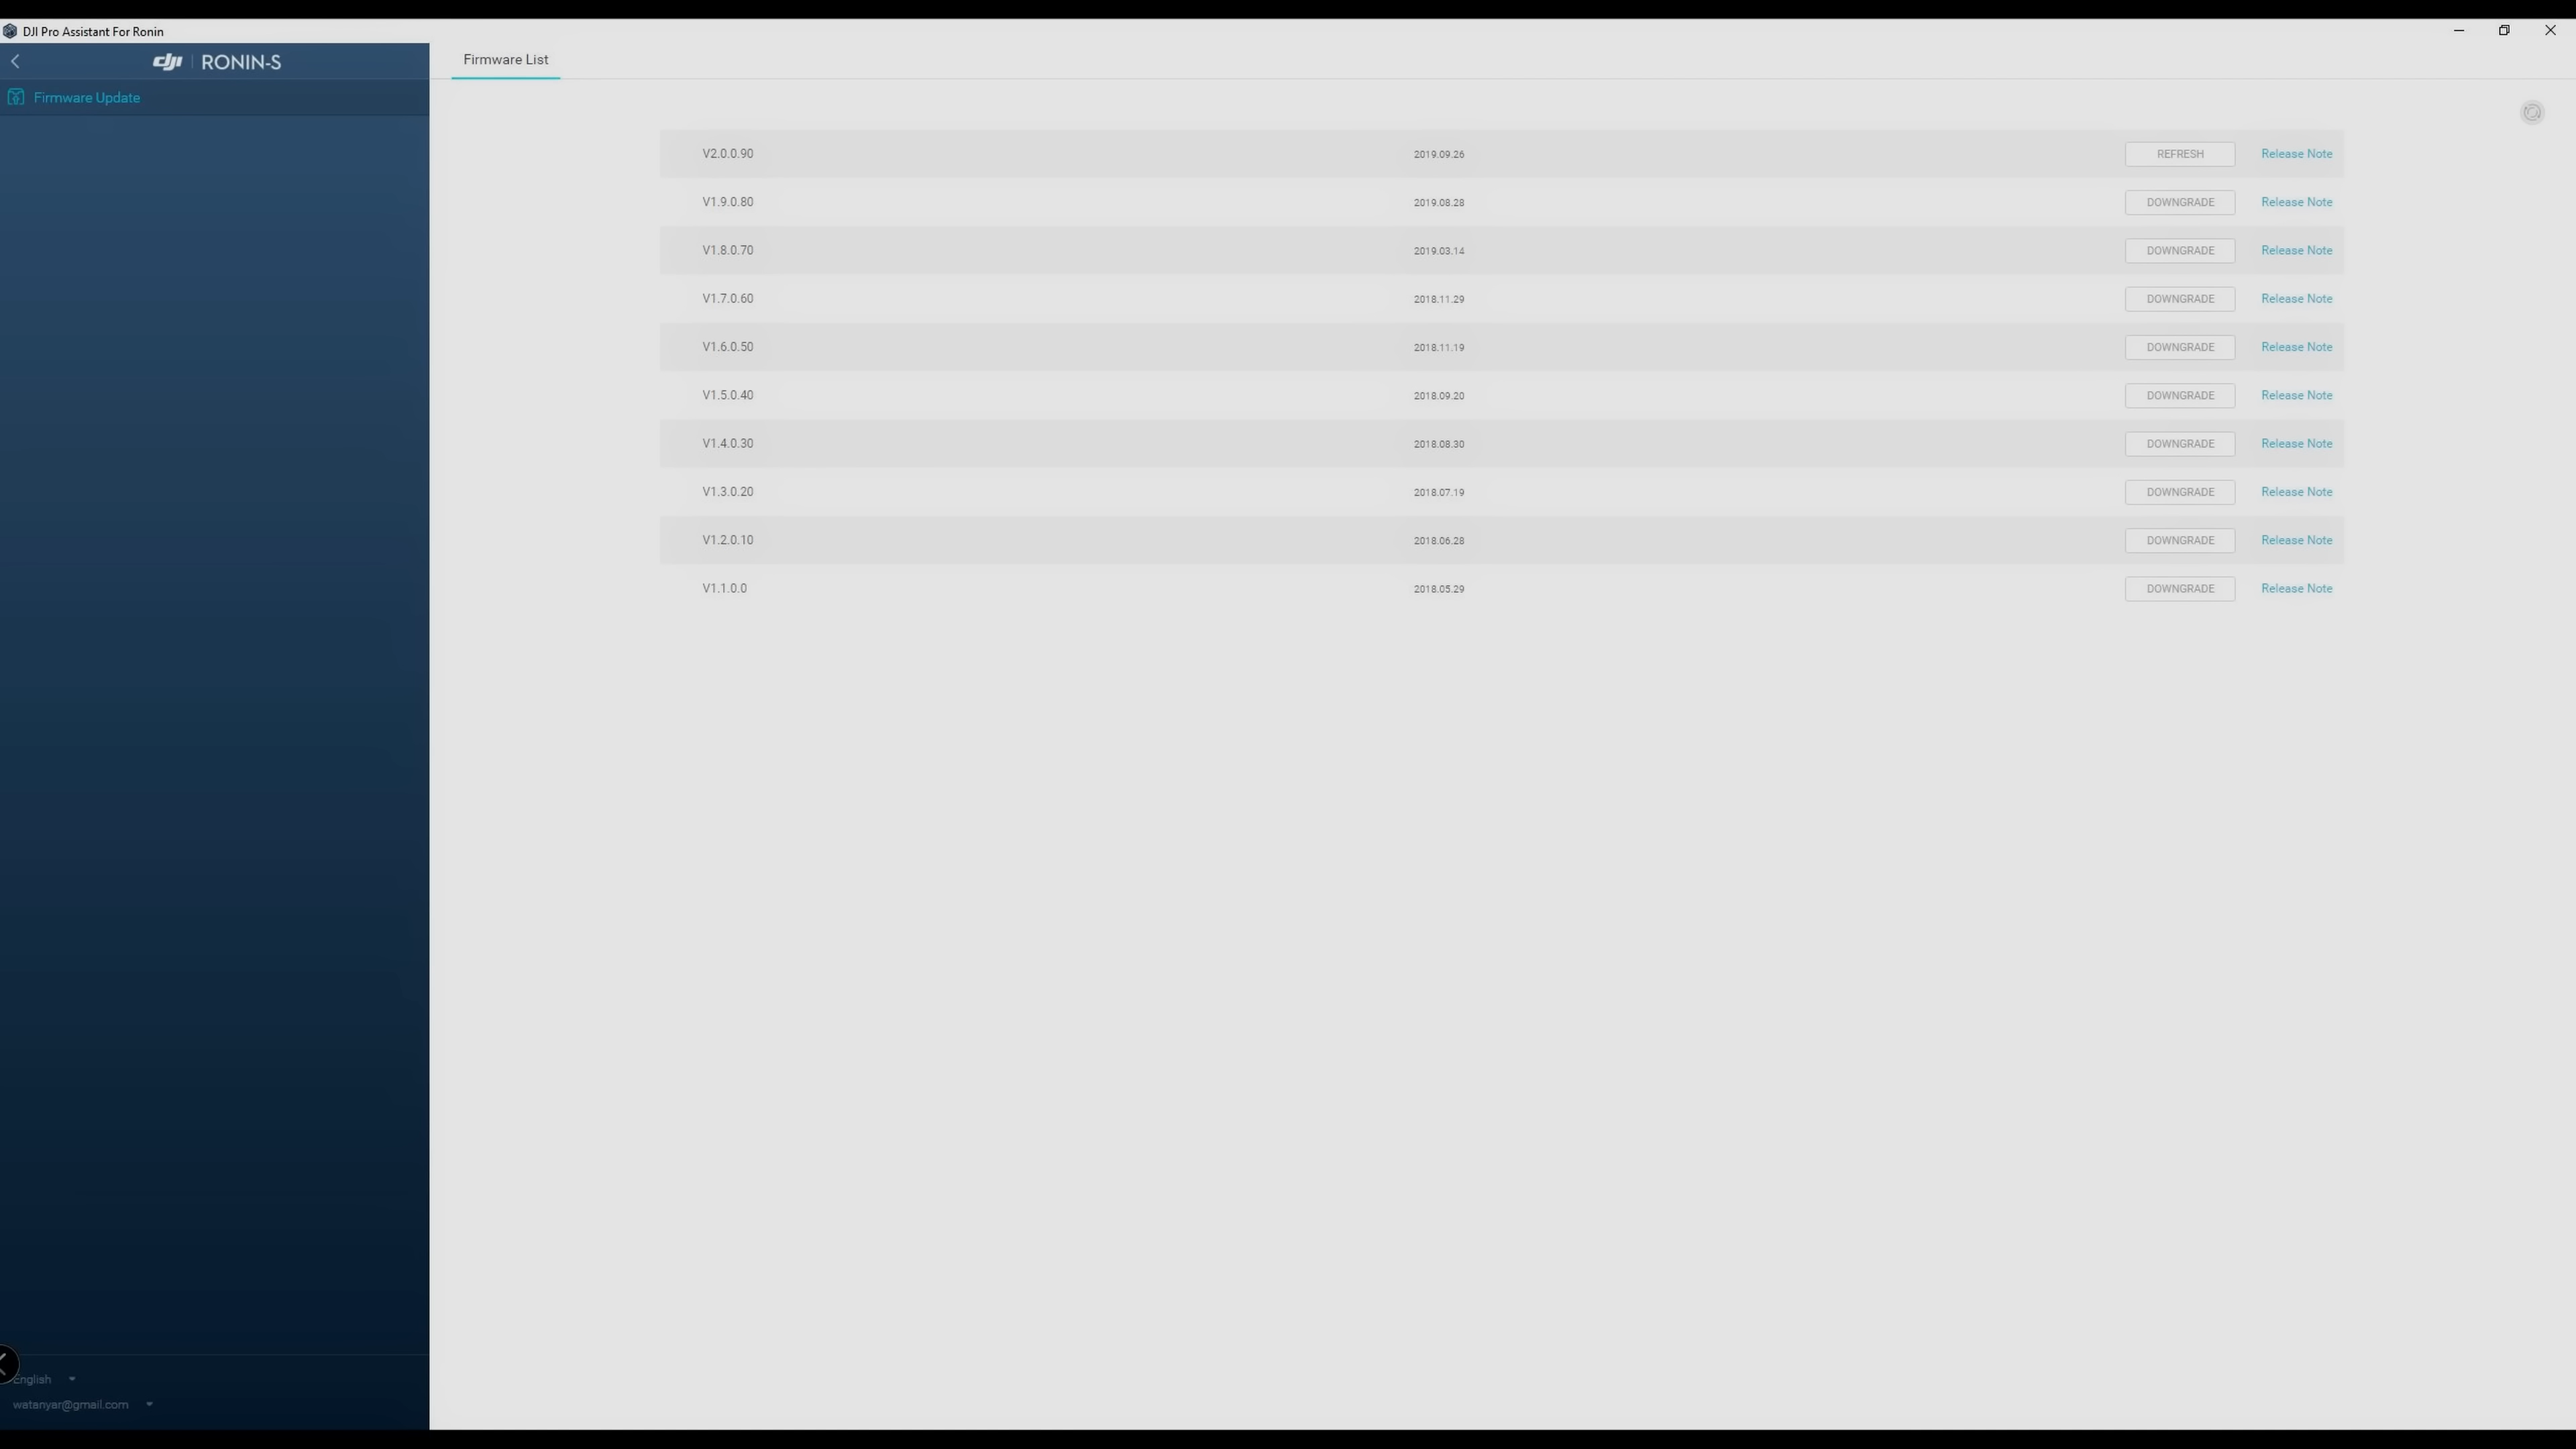 DJI Pro Assistant For Ronin
dji RONIN-S
Firmware List
Firmware Update
V2.0.0.90 2019.09.26 REFRESH Release Note
V1.9.0.80 2019.08.28 DOWNGRADE Release Note
V1.8.0.70 2019.03.14 DOWNGRADE Release Note
V1.7.0.60 2018.11.29 DOWNGRADE Release Note
V1.6.0.50 2018.11.19 DOWNGRADE Release Note
V1.5.0.40 2018.09.20 DOWNGRADE Release Note
V1.4.0.30 2018.08.30 DOWNGRADE Release Note
V1.3.0.20 2018.07.19 DOWNGRADE Release Note
V1.2.0.10 2018.06.28 DOWNGRADE Release Note
V1.1.0.0 2018.05.29 DOWNGRADE Release Note
English
watanyar@gmail.com